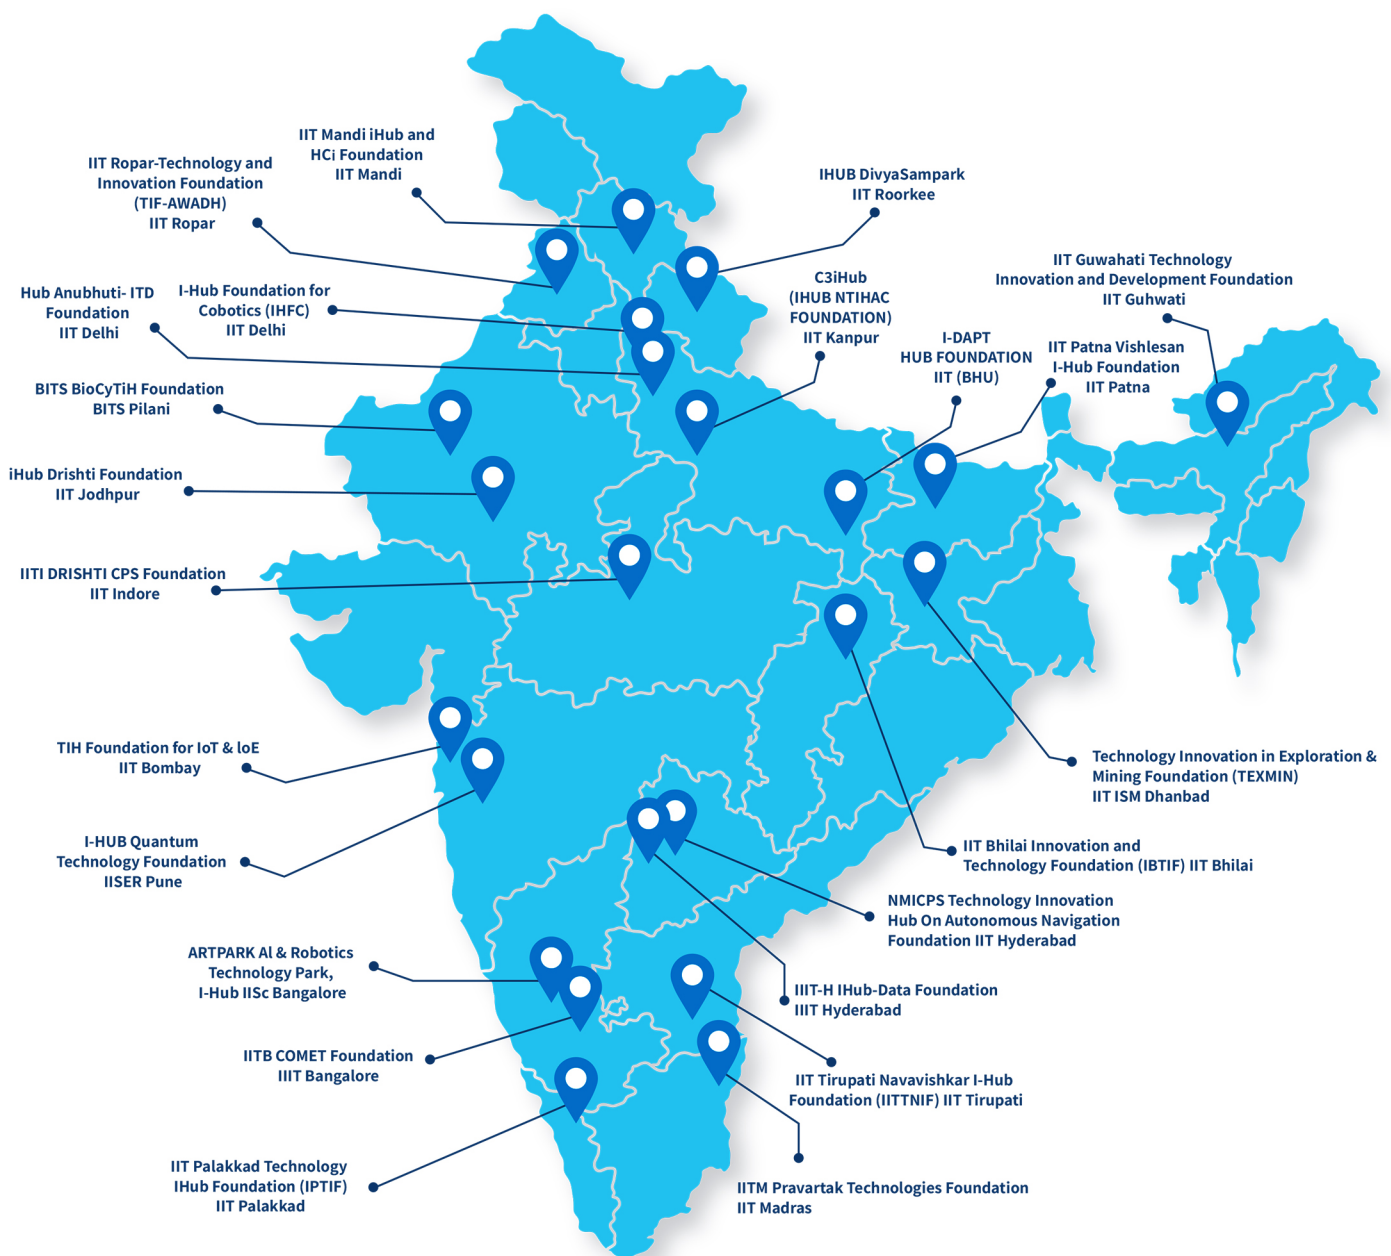 IIT Mandi iHub and
HCi Foundation
IIT Mandi
IIT Ropar-Technology and
Innovation Foundation
(TIF-AWADH)
IIT Ropar
IHUB DivyaSampark
IIT Roorkee
IIT Guwahati Technology
Innovation and Development Foundation
IIT Guhwati
C3iHub
(IHUB NTIHAC
FOUNDATION)
IIT Kanpur
Hub Anubhuti- ITD
Foundation
IIT Delhi
I-Hub Foundation for
Cobotics (IHFC)
IIT Delhi
I-DAPT
HUB FOUNDATION
IIT (BHU)
IIT Patna Vishlesan
I-Hub Foundation
IIT Patna
BITS BioCyTiH Foundation
BITS Pilani
iHub Drishti Foundation
IIT Jodhpur
IITI DRISHTI CPS Foundation
IIT Indore
TIH Foundation for IoT & loE
IIT Bombay
Technology Innovation in Exploration &
Mining Foundation (TEXMIN)
IIT ISM Dhanbad
I-HUB Quantum
Technology Foundation
IISER Pune
IIT Bhilai Innovation and
Technology Foundation (IBTIF) IIT Bhilai
NMICPS Technology Innovation
Hub On Autonomous Navigation
Foundation IIT Hyderabad
ARTPARK Al & Robotics
Technology Park,
I-Hub IISc Bangalore
IIIT-H IHub-Data Foundation
IIIT Hyderabad
IITB COMET Foundation
IIIT Bangalore
IIT Tirupati Navavishkar I-Hub
Foundation (IITTNIF) IIT Tirupati
IIT Palakkad Technology
IHub Foundation (IPTIF)
IIT Palakkad
IITM Pravartak Technologies Foundation
IIT Madras